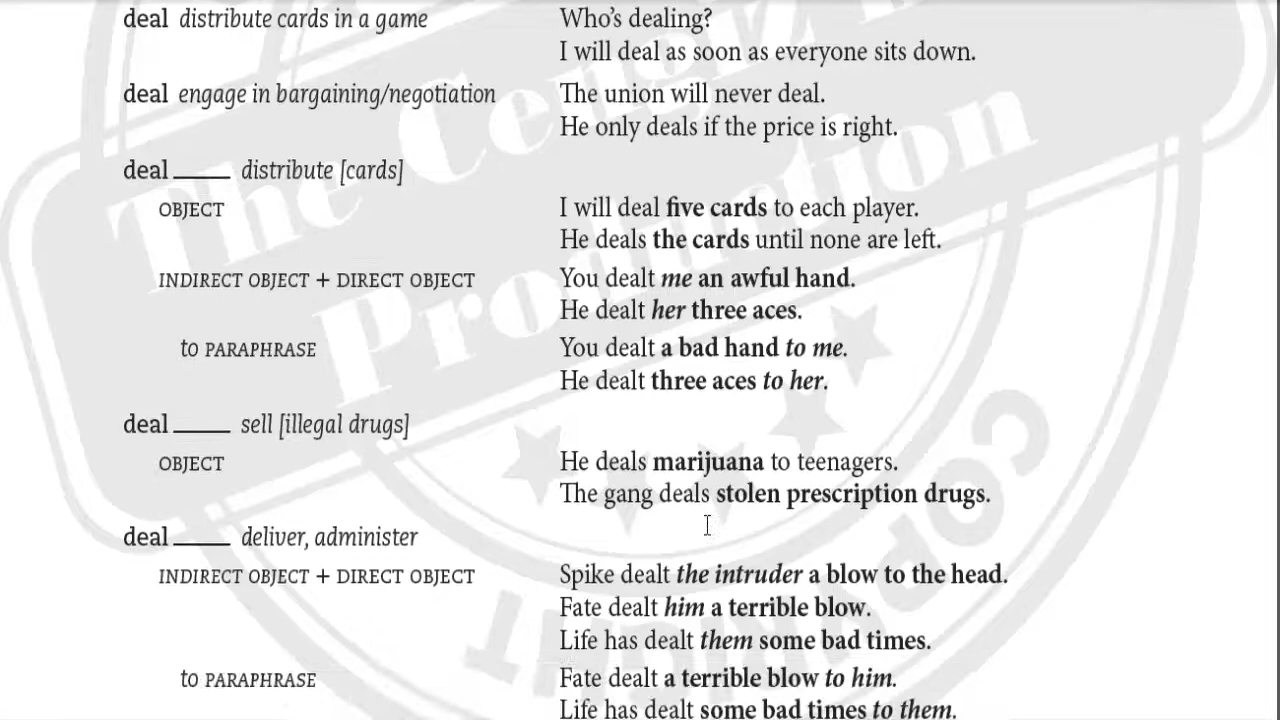 deal distribute cards in a game Who's dealing?
I will deal as soon as everyone sits down.
deal engage in bargaining/negotiation The union will never deal.
He only deals if the price is right.
deal _____ distribute [cards]
OBJECT I will deal five cards to each player.
He deals the cards until none are left.
INDIRECT OBJECT + DIRECT OBJECT You dealt me an awful hand.
He dealt her three aces.
to PARAPHRASE You dealt a bad hand to me.
He dealt three aces to her.
deal _____ sell [illegal drugs]
OBJECT He deals marijuana to teenagers.
The gang deals stolen prescription drugs.
deal _____ deliver, administer
INDIRECT OBJECT + DIRECT OBJECT Spike dealt the intruder a blow to the head.
Fate dealt him a terrible blow.
Life has dealt them some bad times.
to PARAPHRASE Fate dealt a terrible blow to him.
Life has dealt some bad times to them.
The Cengiz
Production
COPYRIGHT